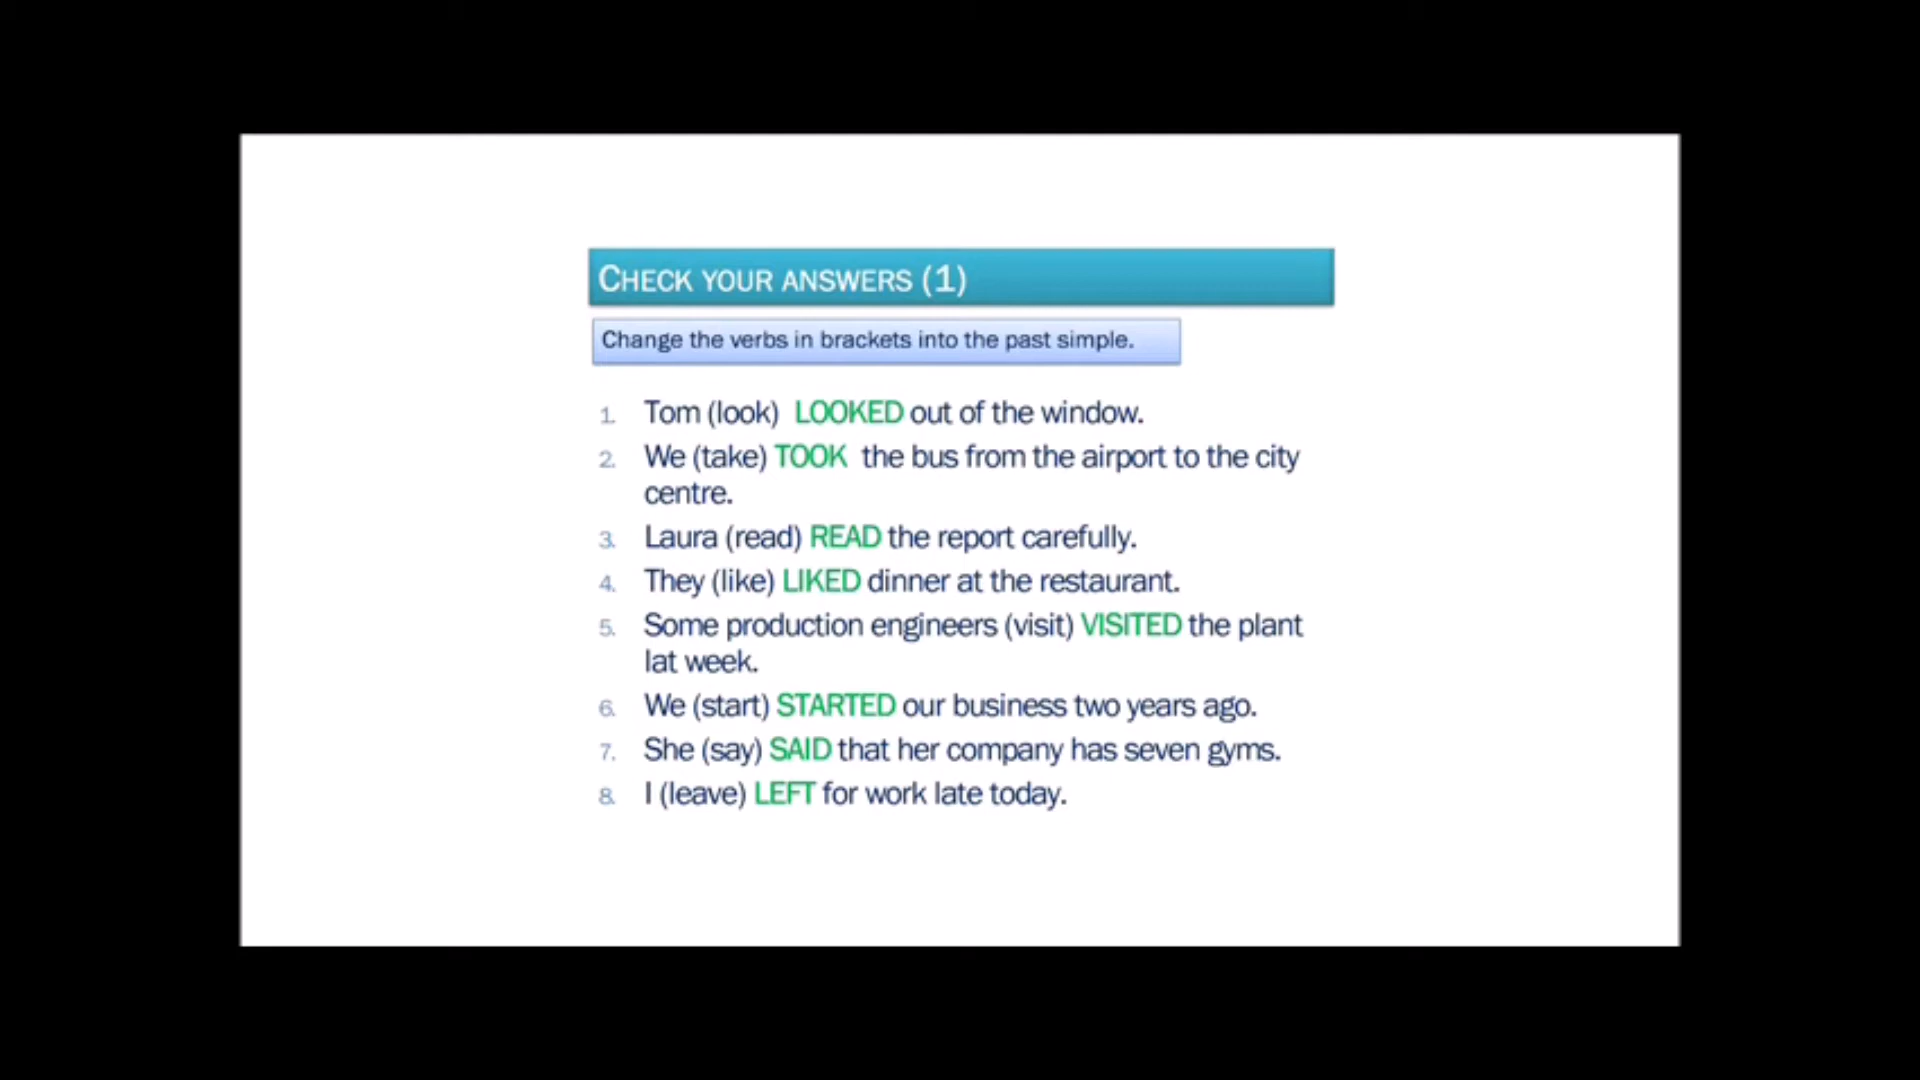 CHECK YOUR ANSWERS (1)
Change the verbs in brackets into the past simple.
1. Tom (look) LOOKED out of the window.
2. We (take) TOOK the bus from the airport to the city
centre.
3. Laura (read) READ the report carefully.
4. They (like) LIKED dinner at the restaurant.
5. Some production engineers (visit) VISITED the plant
lat week.
6. We (start) STARTED our business two years ago.
7. She (say) SAID that her company has seven gyms.
8. I (leave) LEFT for work late today.